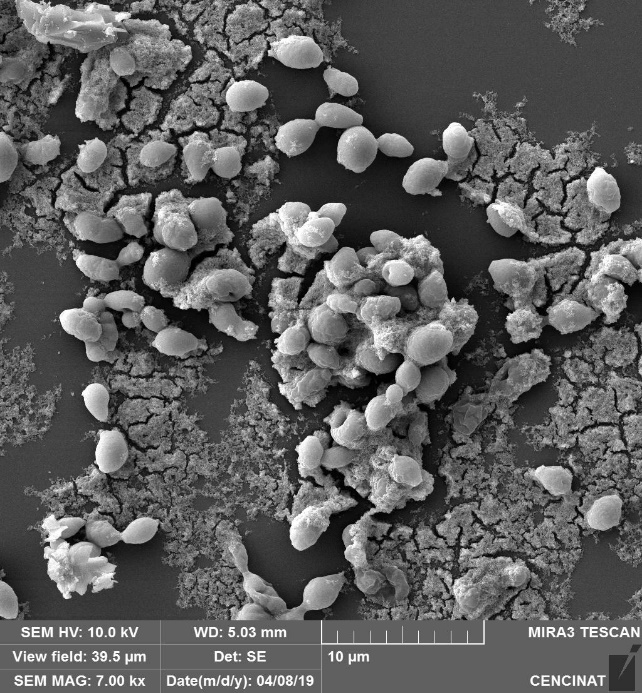 SEM HV: 10.0 kV WD: 5.03 mm MIRA3 TESCAN
View field: 39.5 µm Det: SE 10 µm
SEM MAG: 7.00 kx Date(m/d/y): 04/08/19 CENCINAT